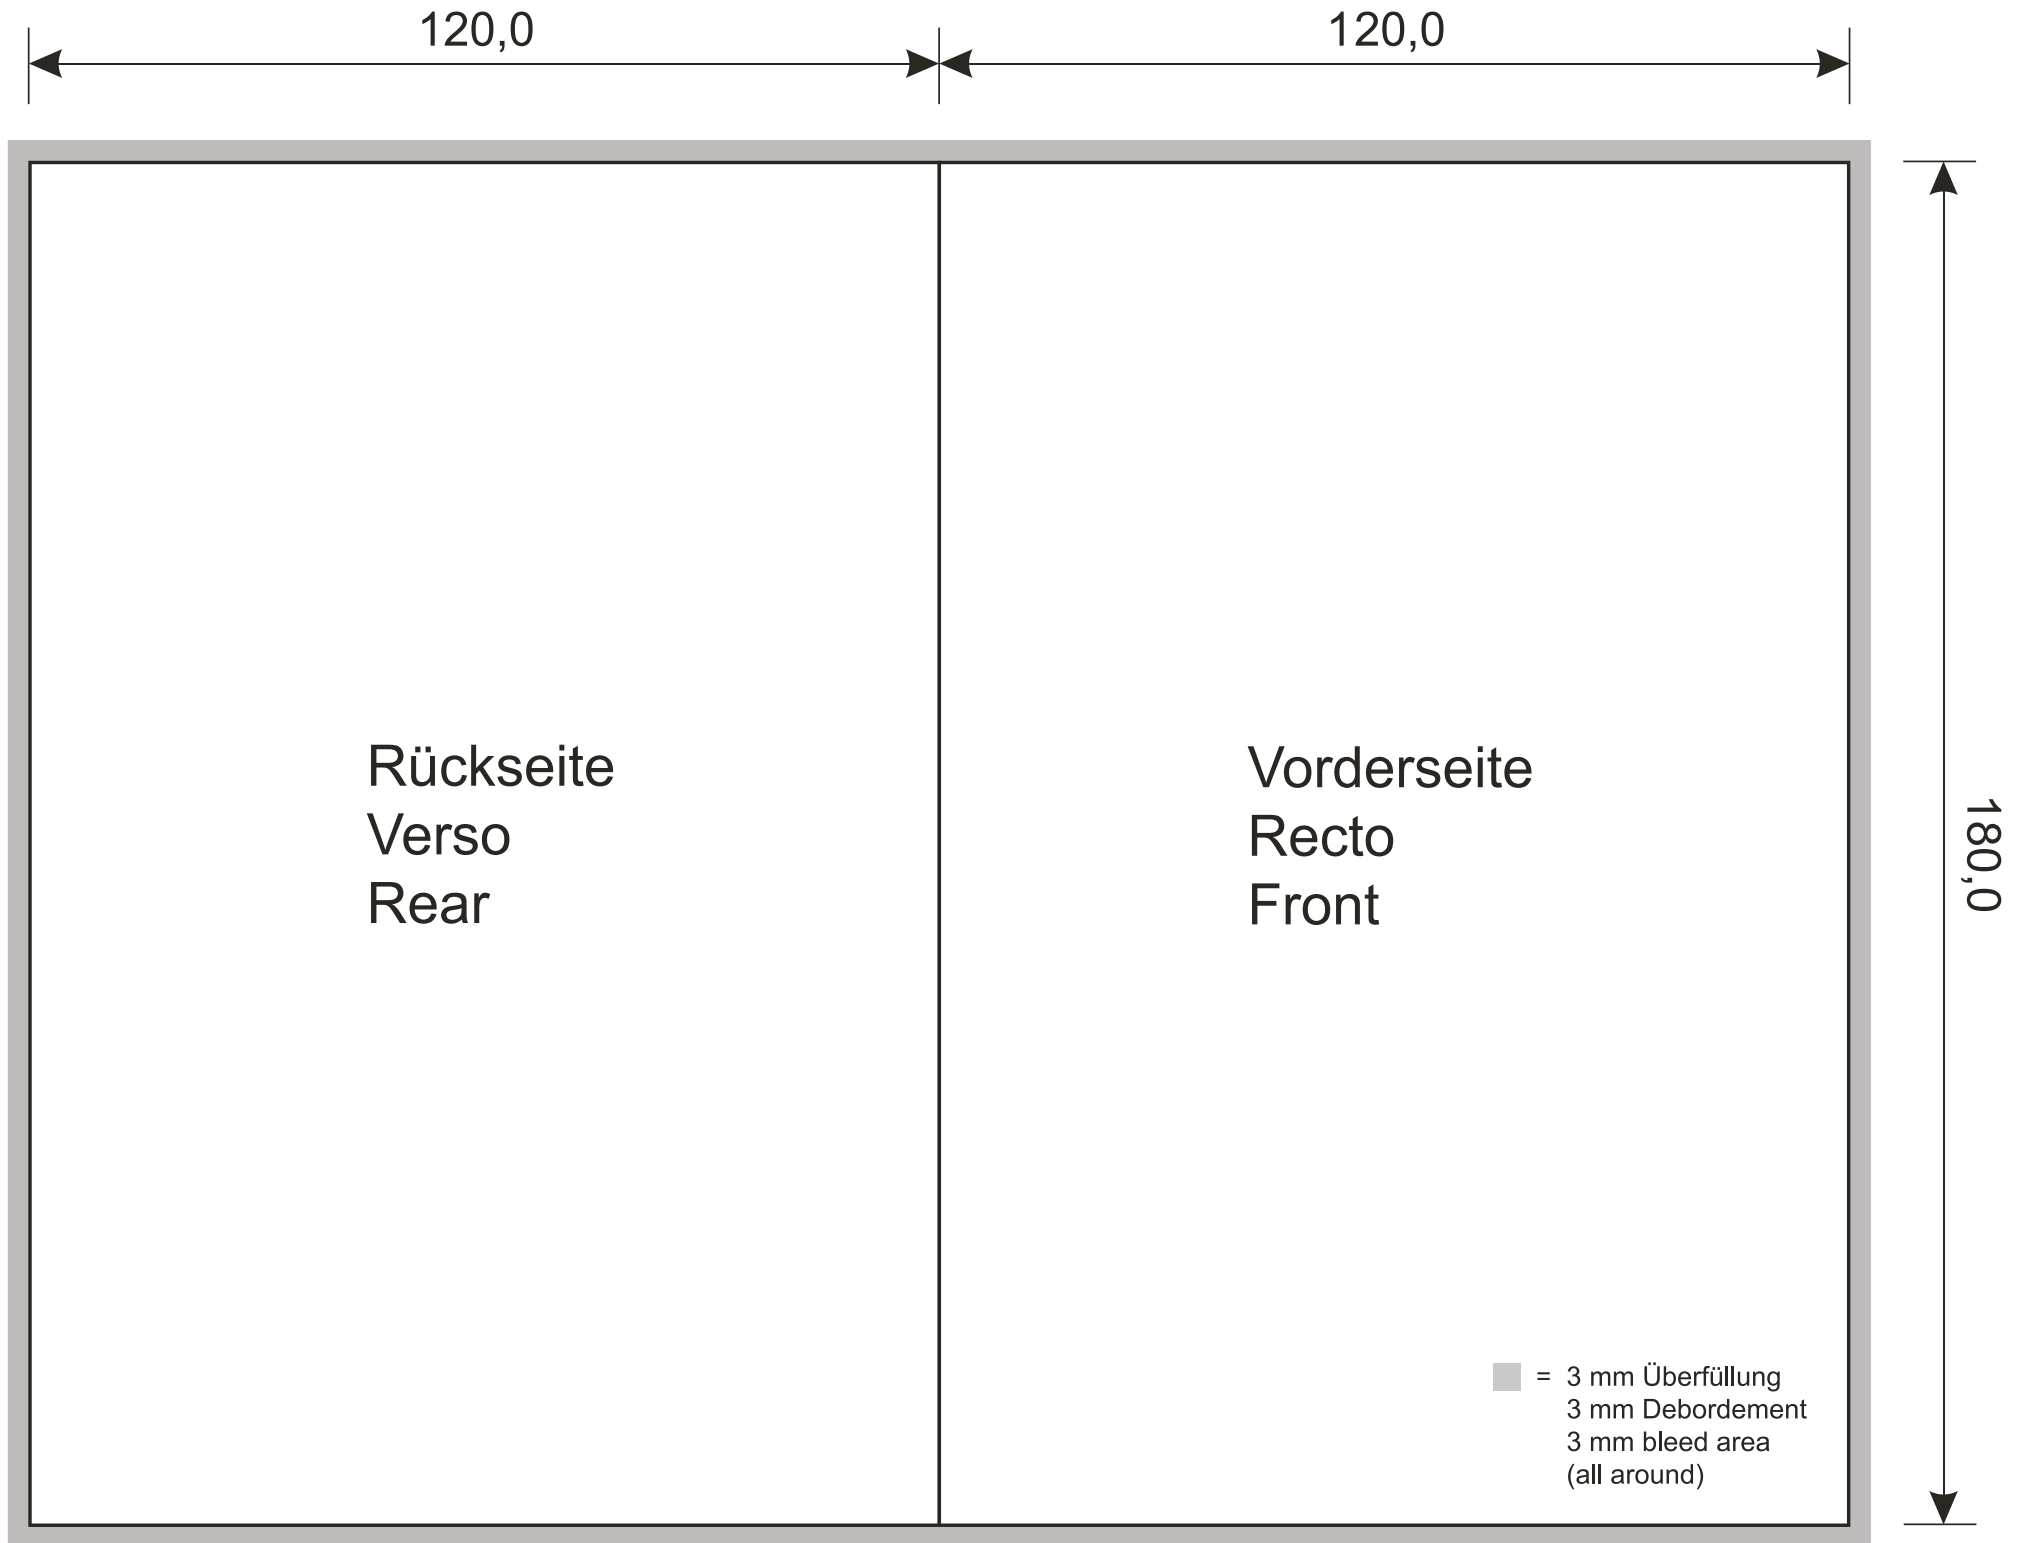 120,0
120,0
180,0
Rückseite
Verso
Rear
Vorderseite
Recto
Front
= 3 mm Überfüllung
3 mm Debordement
3 mm bleed area
(all around)